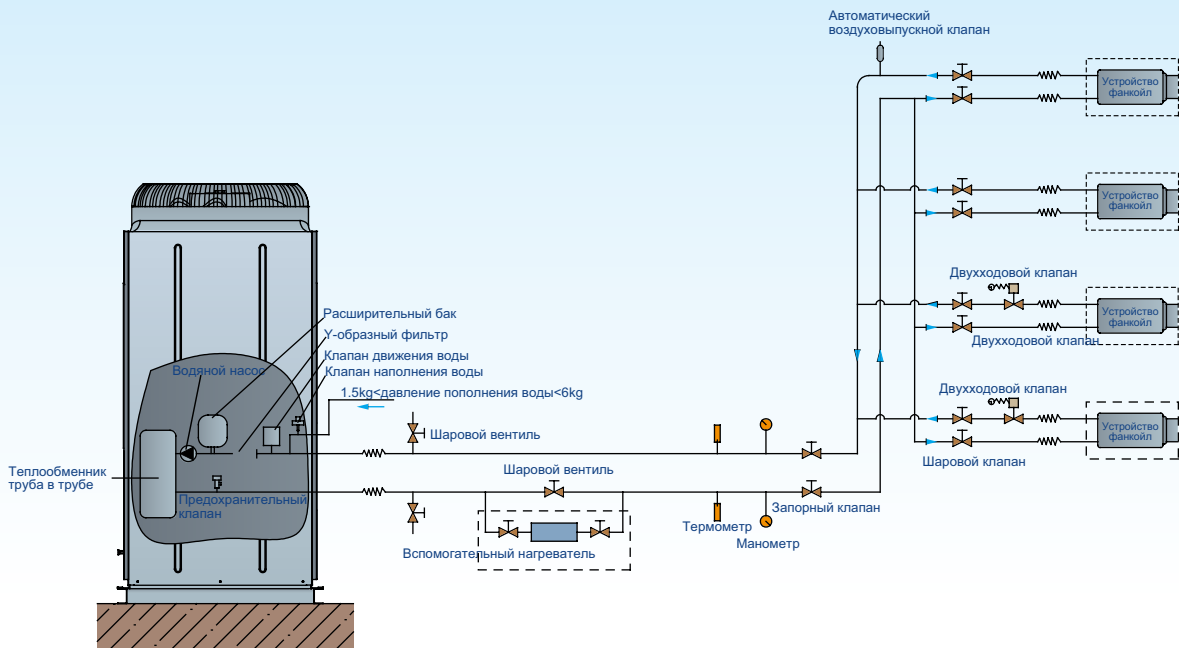 Автоматический
воздуховыпускной клапан
Устройство
фанкойл
Устройство
фанкойл
Двухходовой клапан
Устройство
фанкойл
Двухходовой клапан
Расширительный бак
Y-образный фильтр
Клапан движения воды
Водяной насос
Клапан наполнения воды
1.5kg<давление пополнения воды<6kg
Двухходовой клапан
Устройство
фанкойл
Шаровой вентиль
Шаровой клапан
Теплообменник
труба в трубе
Шаровой вентиль
Предохранительный
клапан
Запорный клапан
Термометр
Манометр
Вспомогательный нагреватель